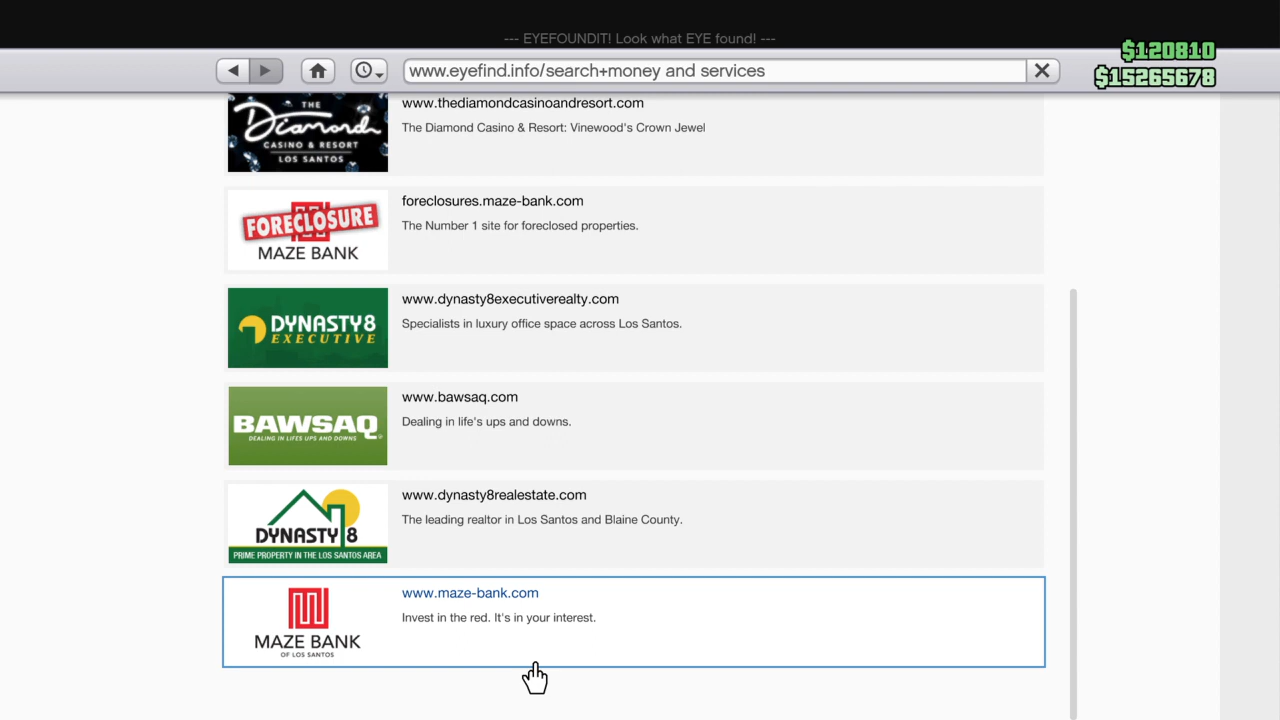 --- EYEFOUNDIT! Look what EYE found! ---
$120810
www.eyefind.info/search+money and services
$15265678
THE
Diamond
CASINO & RESORT
LOS SANTOS
www.thediamondcasinoandresort.com
The Diamond Casino & Resort: Vinewood's Crown Jewel
FORECLOSURE
MAZE BANK
foreclosures.maze-bank.com
The Number 1 site for foreclosed properties.
DYNASTY8
EXECUTIVE
www.dynasty8executiverealty.com
Specialists in luxury office space across Los Santos.
BAWSAQ
DEALING IN LIFES UPS AND DOWNS
www.bawsaq.com
Dealing in life's ups and downs.
DYNASTY 8
PRIME PROPERTY IN THE LOS SANTOS AREA
www.dynasty8realestate.com
The leading realtor in Los Santos and Blaine County.
MAZE BANK
OF LOS SANTOS
www.maze-bank.com
Invest in the red. It's in your interest.